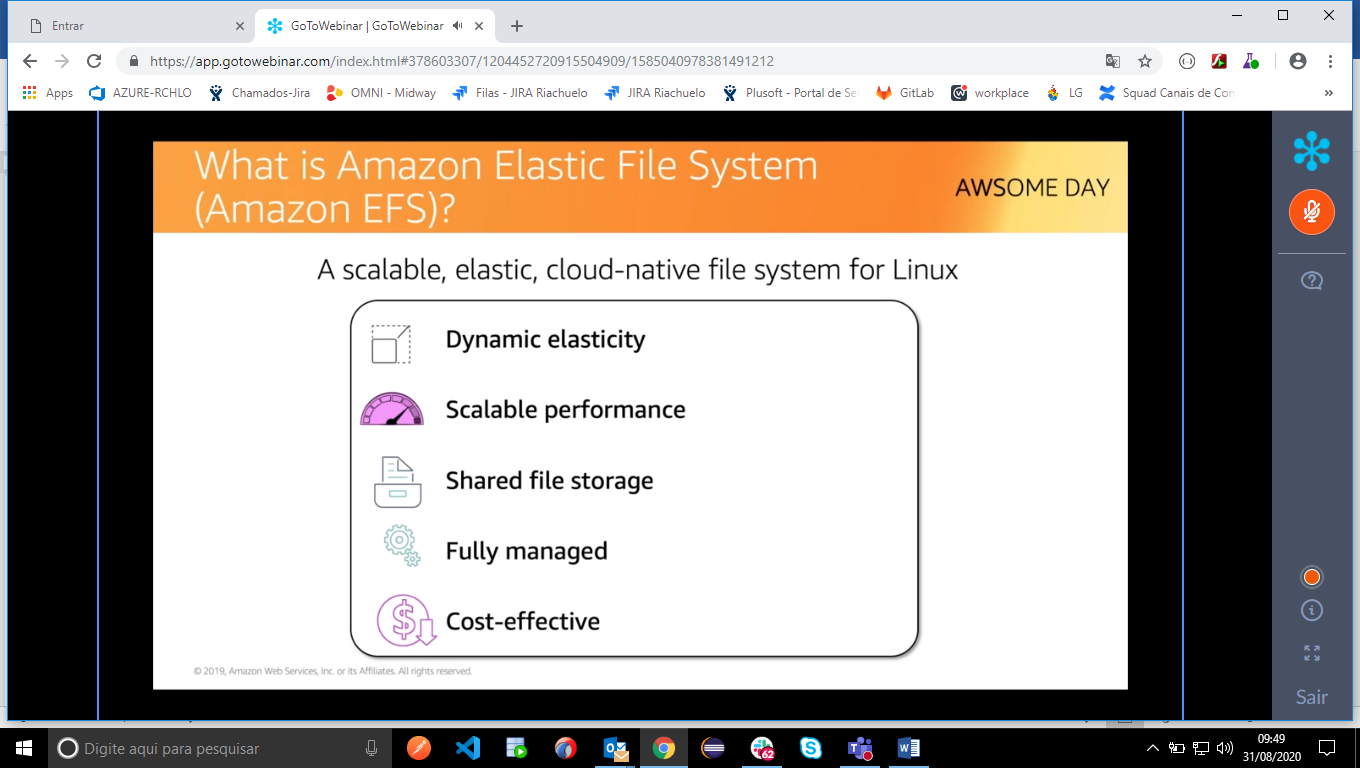 Entrar
GoToWebinar | GoToWebinar
https://app.gotowebinar.com/index.html#378603307/1204452720915504909/1585040978381491212
Apps AZURE-RCHLO Chamados-Jira OMNI - Midway Filas - JIRA Riachuelo JIRA Riachuelo Plusoft - Portal de Se GitLab workplace LG Squad Canais de Con »
What is Amazon Elastic File System
(Amazon EFS)?
AWSOME DAY
A scalable, elastic, cloud-native file system for Linux
Dynamic elasticity
Scalable performance
Shared file storage
Fully managed
Cost-effective
© 2019, Amazon Web Services, Inc. or its Affiliates. All rights reserved.
Sair
Digite aqui para pesquisar
62
09:49
31/08/2020